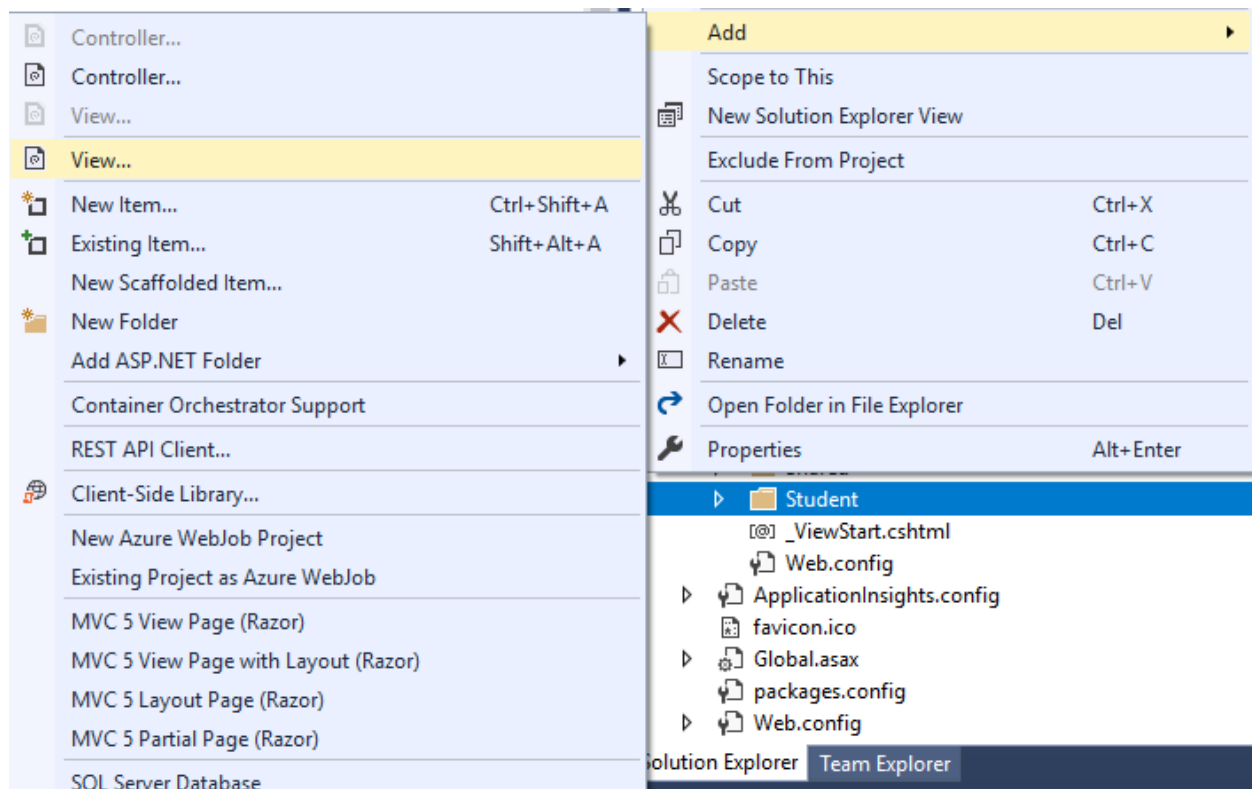 Controller...
Controller...
View...
View...
New Item... Ctrl+Shift+A
Existing Item... Shift+Alt+A
New Scaffolded Item...
New Folder
Add ASP.NET Folder
Container Orchestrator Support
REST API Client...
Client-Side Library...
New Azure WebJob Project
Existing Project as Azure WebJob
MVC 5 View Page (Razor)
MVC 5 View Page with Layout (Razor)
MVC 5 Layout Page (Razor)
MVC 5 Partial Page (Razor)
SQL Server Database
Add
Scope to This
New Solution Explorer View
Exclude From Project
Cut Ctrl+X
Copy Ctrl+C
Paste Ctrl+V
Delete Del
Rename
Open Folder in File Explorer
Properties Alt+Enter
Shared
Student
[@] _ViewStart.cshtml
Web.config
ApplicationInsights.config
favicon.ico
Global.asax
packages.config
Web.config
Solution Explorer Team Explorer